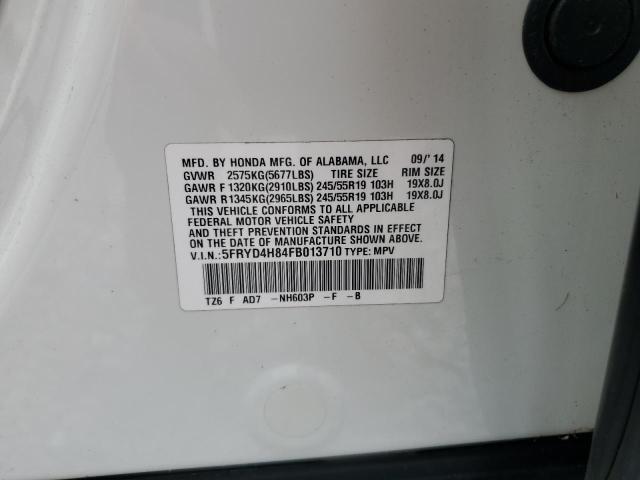 MFD. BY HONDA MFG. OF ALABAMA, LLC 09/'14
GVWR 2575KG(5677LBS) TIRE SIZE RIM SIZE
GAWR F 1320KG(2910LBS) 245/55R19 103H 19X8.0J
GAWR R 1345KG(2965LBS) 245/55R19 103H 19X8.0J
THIS VEHICLE CONFORMS TO ALL APPLICABLE
FEDERAL MOTOR VEHICLE SAFETY
AND THEFT PREVENTION STANDARDS IN EFFECT
ON THE DATE OF MANUFACTURE SHOWN ABOVE.
V.I.N.: 5FRYD4H84FB013710 TYPE: MPV
TZ6 F AD7 -NH603P -F -B